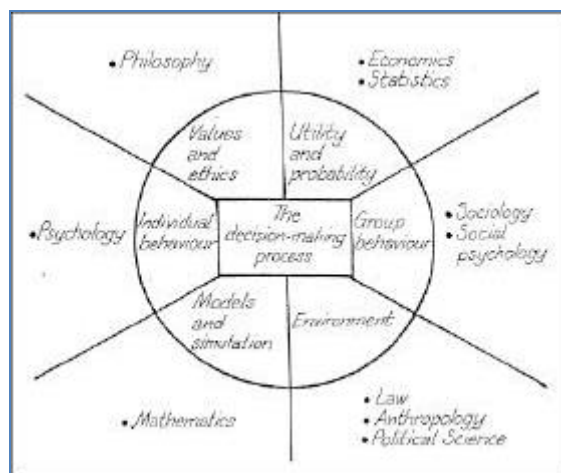 • Philosophy
• Economics
• Statistics
Values
and
ethics
Utility
and
probability
• Psychology
Individual
behaviour
The
decision-making
process
Group
behaviour
• Sociology
• Social
psychology
Models
and
simulation
Environment
• Mathematics
• Law
• Anthropology
• Political Science